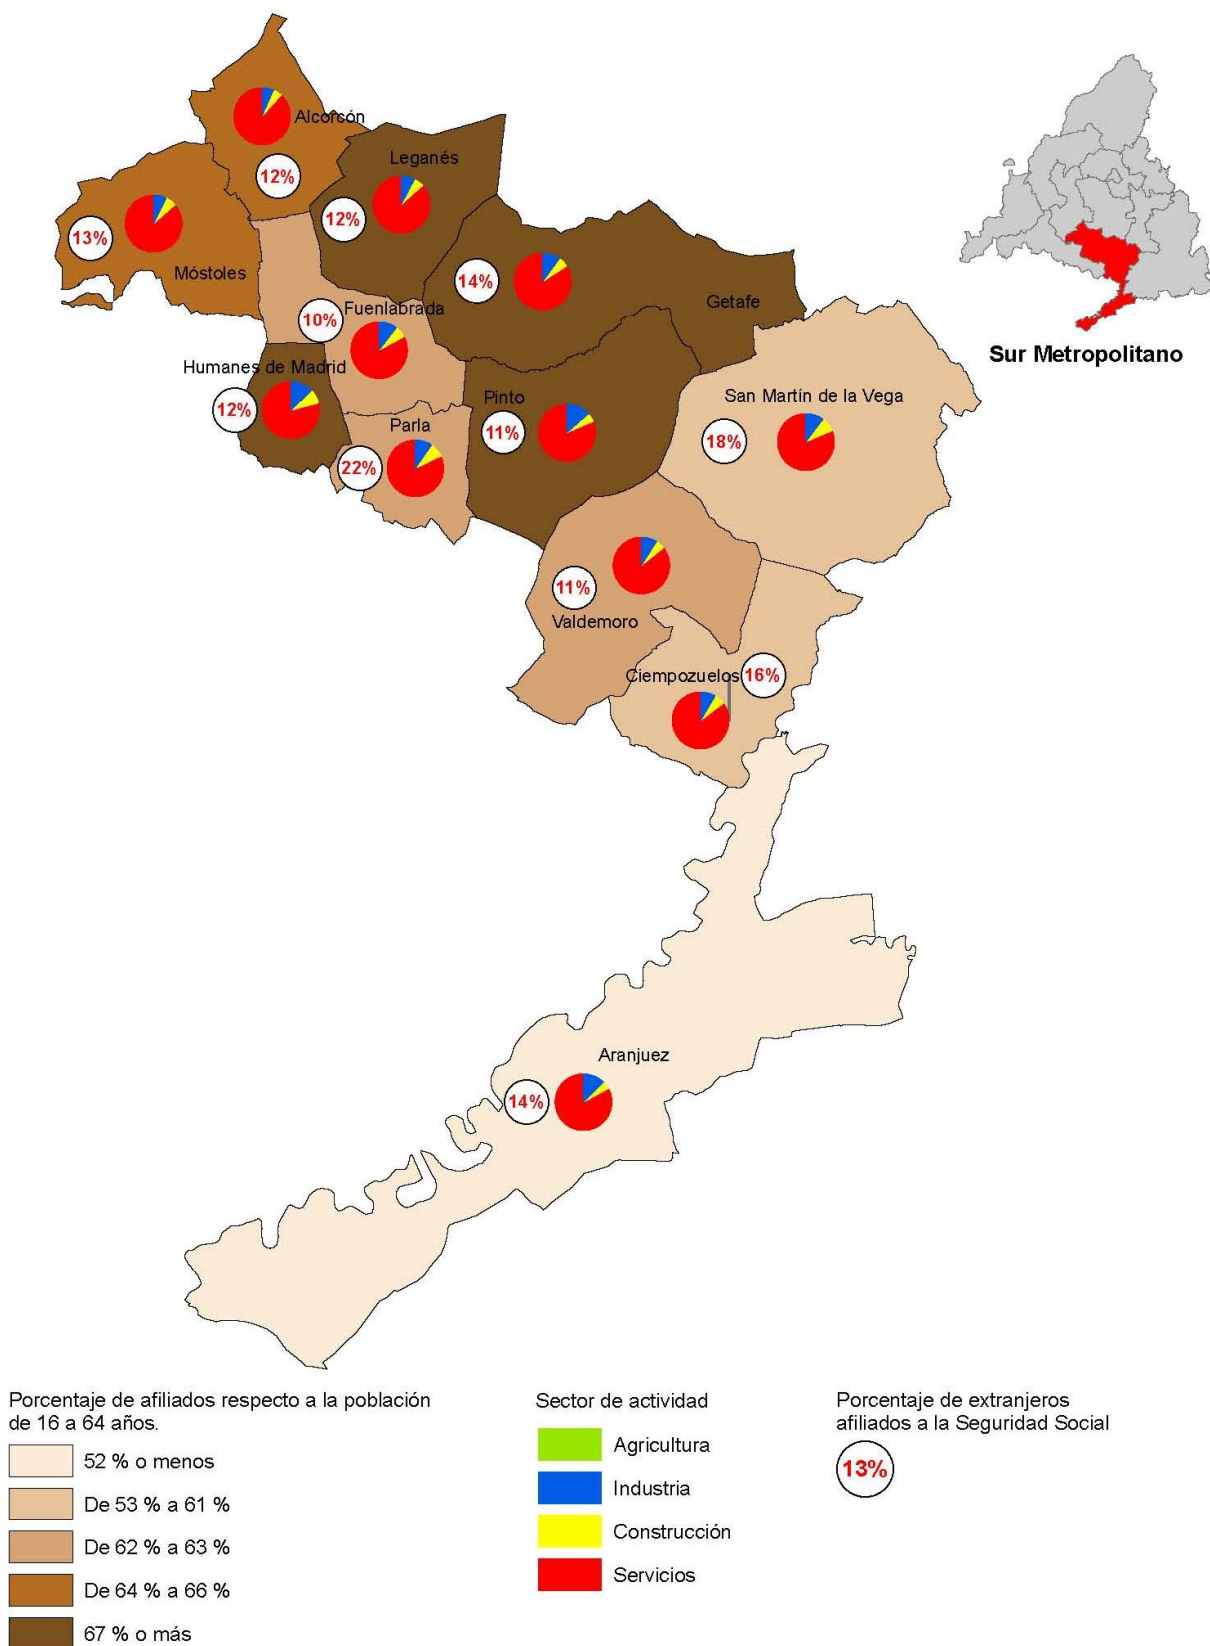 Alcorcón
12%
Leganés
12%
13%
Móstoles
14%
Getafe
10%
Fuenlabrada
Sur Metropolitano
Humanes de Madrid
12%
Pinto
11%
San Martín de la Vega
18%
Parla
22%
11%
Valdemoro
Ciempozuelos
16%
Aranjuez
14%
Porcentaje de afiliados respecto a la población
de 16 a 64 años.
52 % o menos
De 53 % a 61 %
De 62 % a 63 %
De 64 % a 66 %
67 % o más
Sector de actividad
Agricultura
Industria
Construcción
Servicios
Porcentaje de extranjeros
afiliados a la Seguridad Social
13%